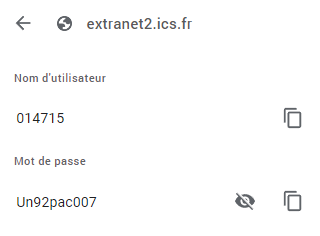 extranet2.ics.fr
Nom d'utilisateur
014715
Mot de passe
Un92pac007